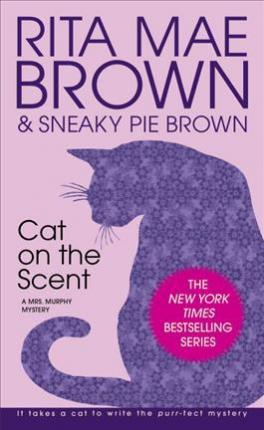 RITA MAE
BROWN
& SNEAKY PIE BROWN
Cat
on the
Scent
A MRS. MURPHY
MYSTERY
THE
NEW YORK
TIMES
BESTSELLING
SERIES
It takes a cat to write the purr-fect mystery